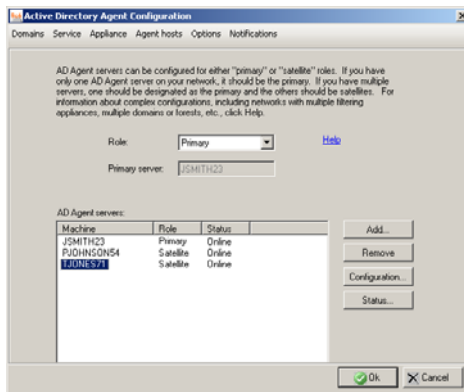 Active Directory Agent Configuration
Domains Service Appliance Agent hosts Options Notifications
AD Agent servers can be configured for either "primary" or "satellite" roles. If you have
only one AD Agent server on your network, it should be the primary. If you have multiple
servers, one should be designated as the primary and the others should be satellites. For
information about complex configurations, including networks with multiple filtering
appliances, multiple domains or forests, etc., click Help.
Role: Primary Help
Primary server: JSMITH23
AD Agent servers:
Machine Role Status
JSMITH23 Primary Online
PJOHNSON54 Satellite Online
TJONES71 Satellite Online
Add...
Remove
Configuration...
Status...
Ok Cancel